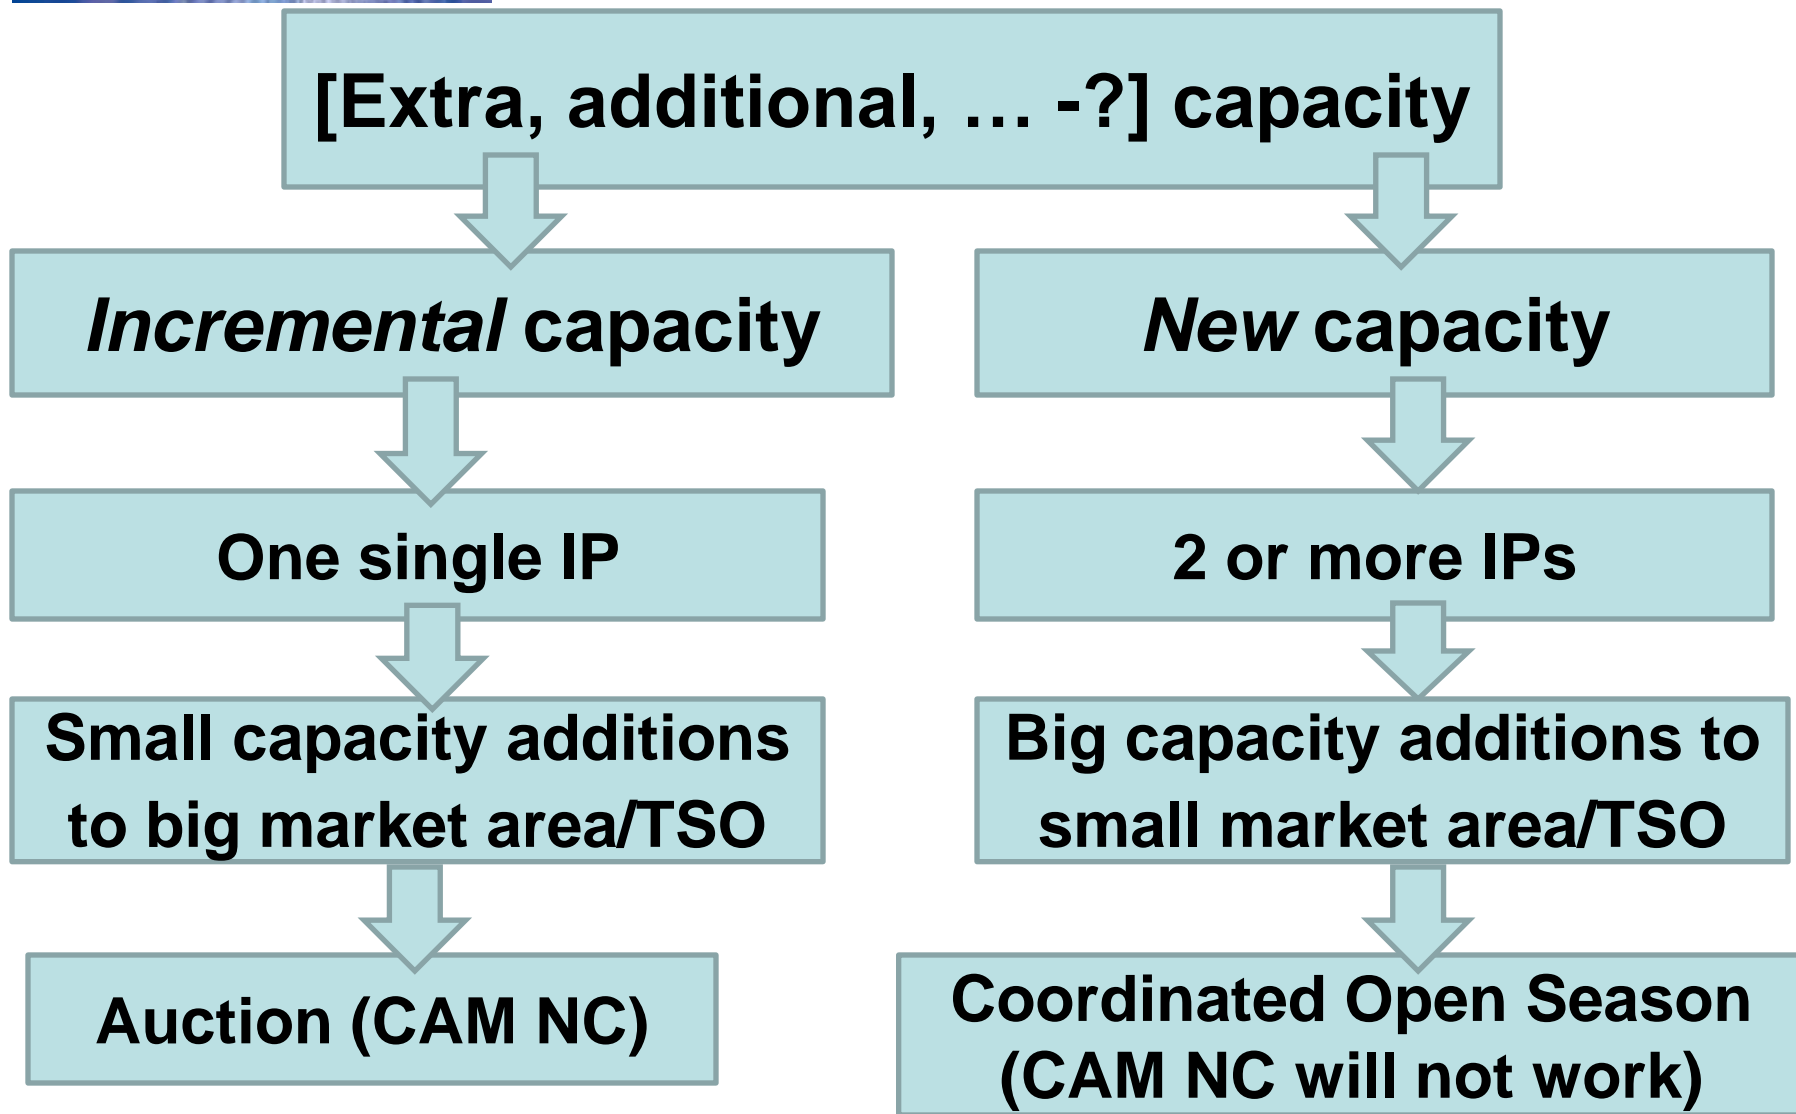 [Extra, additional, … -?] capacity
Incremental capacity
New capacity
One single IP
2 or more IPs
Small capacity additions
to big market area/TSO
Big capacity additions to
small market area/TSO
Auction (CAM NC)
Coordinated Open Season
(CAM NC will not work)